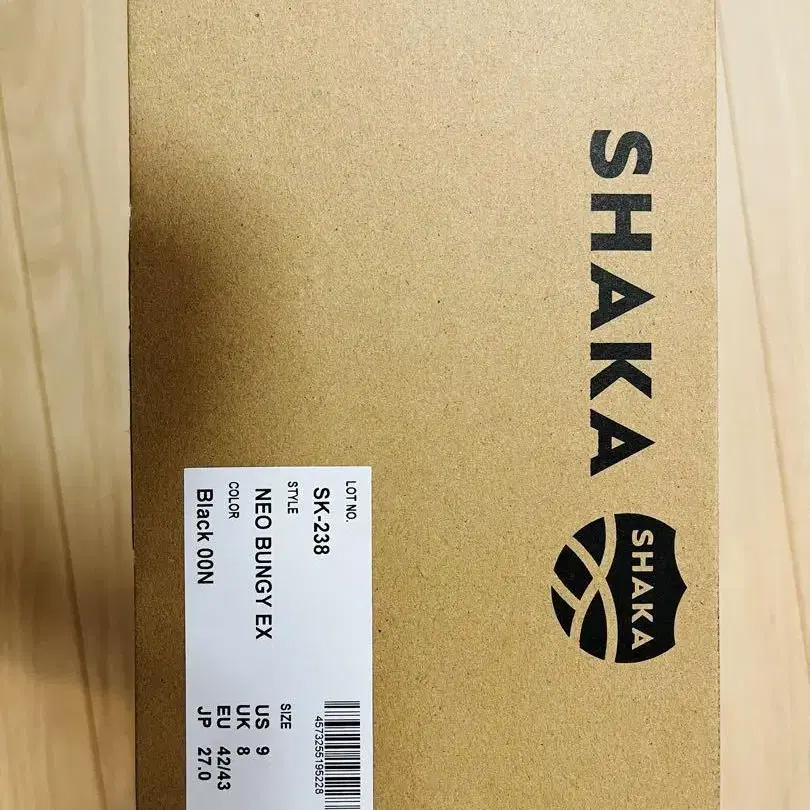 SHAKA
SHAKA
LOT NO.
SK-238
STYLE
NEO BUNGY EX
COLOR
Black 00N
SIZE
US 9
UK 8
EU 42/43
JP 27.0
4573255195228